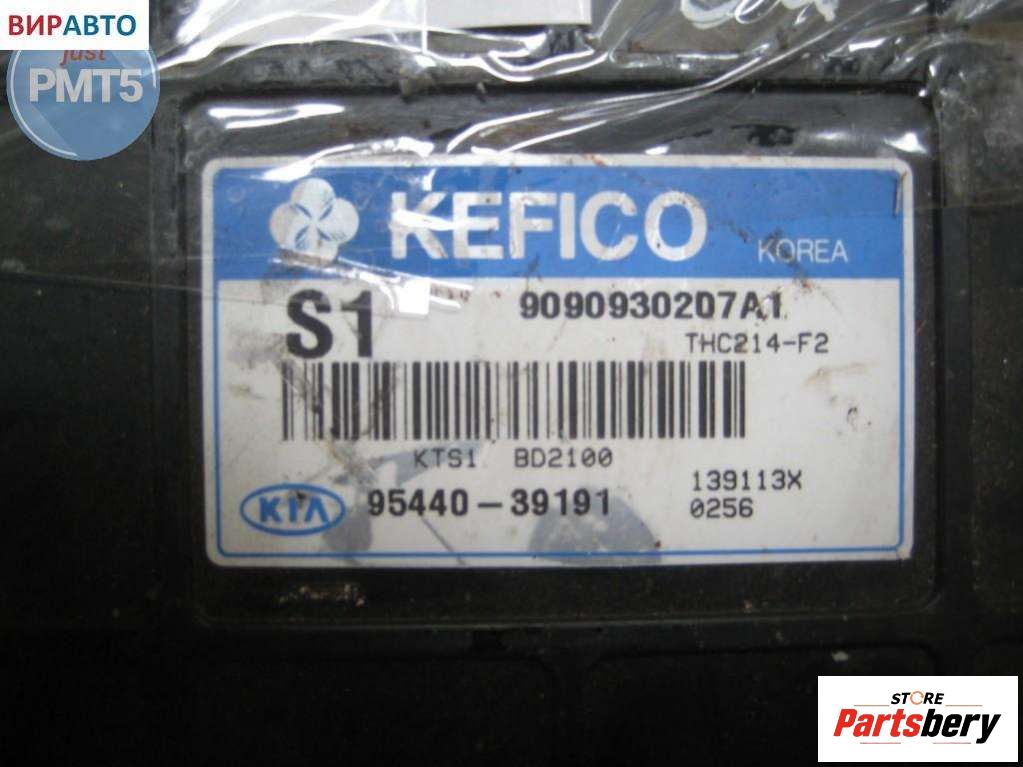 ВИРАВТО
just
PMT5
KEFICO KOREA
S1 9090930207A1
THC214-F2
KTS1 BD2100
139113X
KIA 95440-39191 0256
STORE
Partsbery